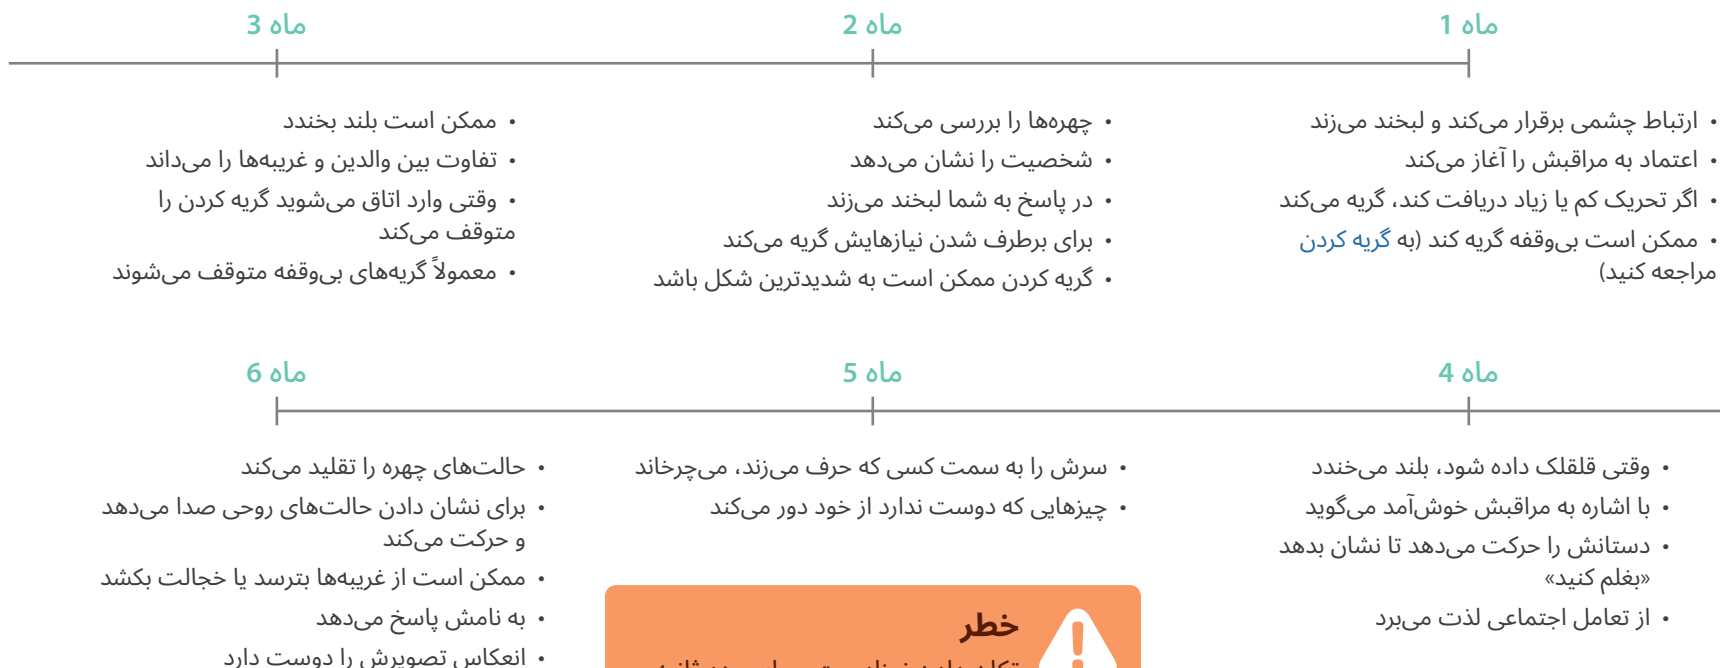 ماه 1
• ارتباط چشمی برقرار می‌کند و لبخند می‌زند
• اعتماد به مراقبش را آغاز می‌کند
• اگر تحریک کم یا زیاد دریافت کند، گریه می‌کند
• ممکن است بی‌وقفه گریه کند (به گریه کردن
مراجعه کنید)
ماه 2
• چهره‌ها را بررسی می‌کند
• شخصیت را نشان می‌دهد
• در پاسخ به شما لبخند می‌زند
• برای برطرف شدن نیازهایش گریه می‌کند
• گریه کردن ممکن است به شدیدترین شکل باشد
ماه 3
• ممکن است بلند بخندد
• تفاوت بین والدین و غریبه‌ها را می‌داند
• وقتی وارد اتاق می‌شوید گریه کردن را
متوقف می‌کند
• معمولاً گریه‌های بی‌وقفه متوقف می‌شوند
ماه 4
• وقتی قلقلک داده شود، بلند می‌خندد
• با اشاره به مراقبش خوش‌آمد می‌گوید
• دستانش را حرکت می‌دهد تا نشان بدهد
«بغلم کنید»
• از تعامل اجتماعی لذت می‌برد
ماه 5
• سرش را به سمت کسی که حرف می‌زند، می‌چرخاند
• چیزهایی که دوست ندارد از خود دور می‌کند
خطر
ماه 6
• حالت‌های چهره را تقلید می‌کند
• برای نشان دادن حالت‌های روحی صدا می‌دهد
و حرکت می‌کند
• ممکن است از غریبه‌ها بترسد یا خجالت بکشد
• به نامش پاسخ می‌دهد
• انعکاس تصویرش را دوست دارد